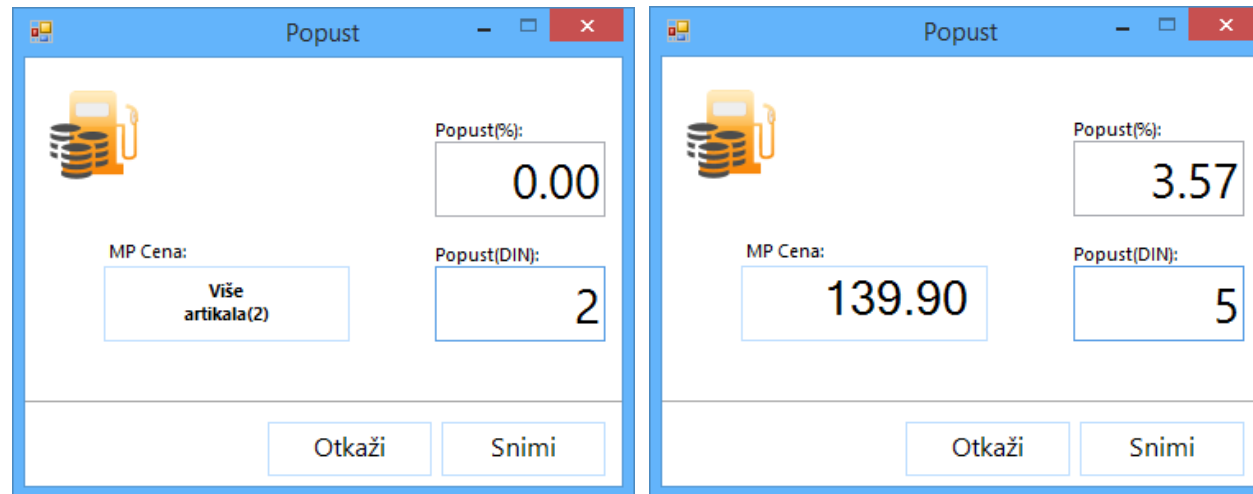 Popust
Popust(%):
0.00
MP Cena:
Popust(DIN):
Više
artikala(2)
2
Otkaži
Snimi
Popust
Popust(%):
3.57
MP Cena:
Popust(DIN):
139.90
5
Otkaži
Snimi